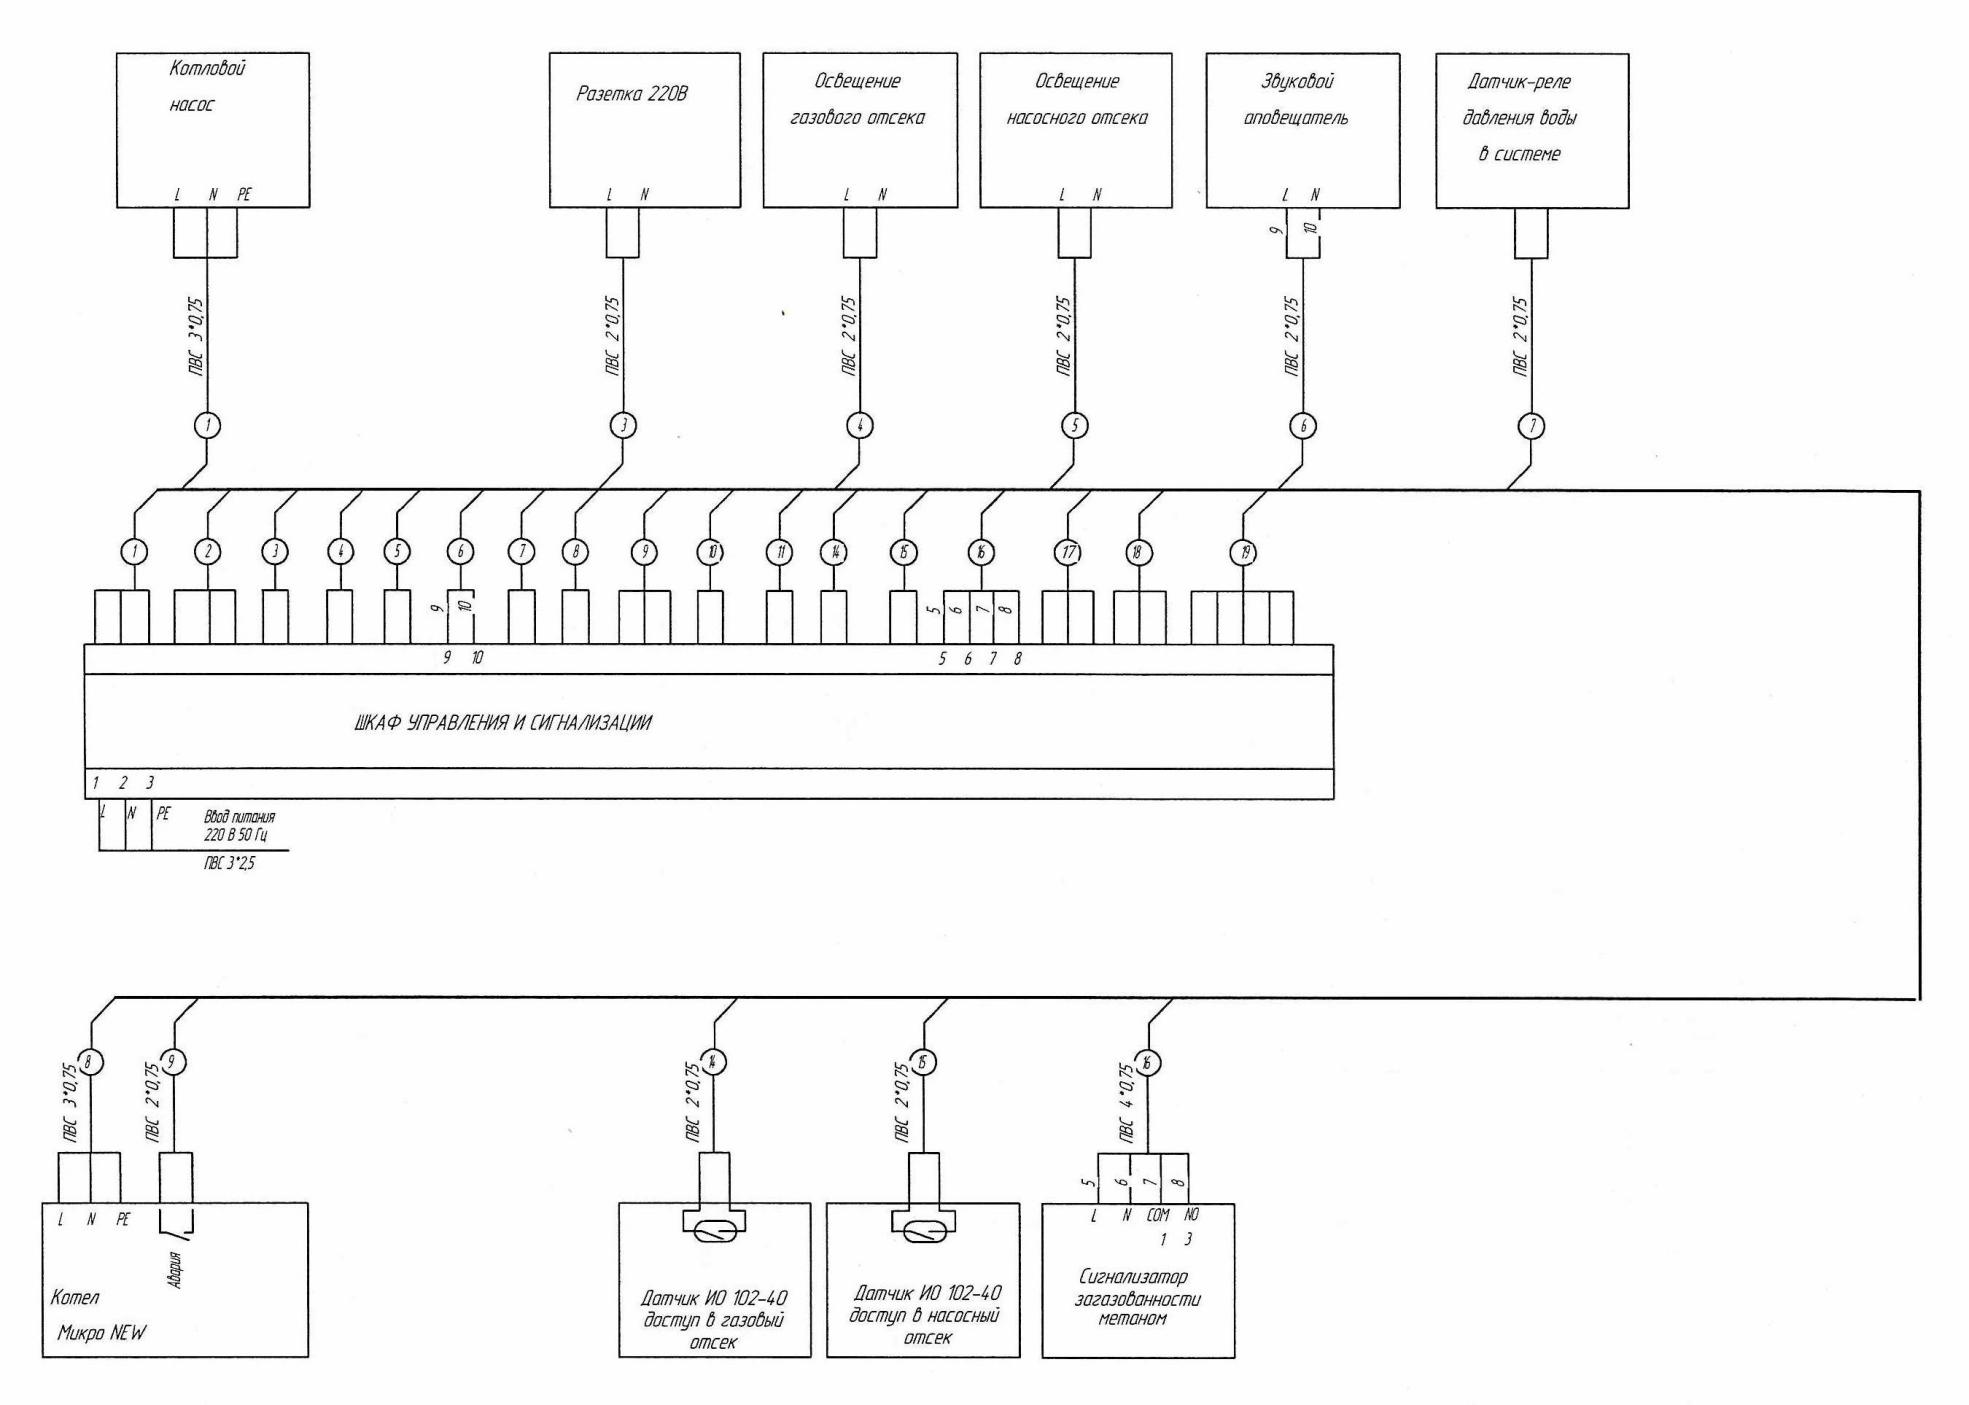 Котловой
насос
L N PE
Разетка 220В
L N
Освещение
газового отсека
L N
Освещение
насосного отсека
L N
Звуковой
аповещатель
L N
9 10
Датчик-реле
давления воды
в системе
ПВС 3*0,75
ПВС 2*0,75
ПВС 2*0,75
ПВС 2*0,75
ПВС 2*0,75
ПВС 2*0,75
1 3 4 5 6 7
1 2 3 4 5 6 7 8 9 10 11 14 15 16 17 18 19
9 10 5 6 7 8
9 10 5 6 7 8
ШКАФ УПРАВЛЕНИЯ И СИГНАЛИЗАЦИИ
1 2 3
L N PE
Ввод питания
220 В 50 Гц
ПВС 3*2,5
8 9 14 15 16
ПВС 3*0,75
ПВС 2*0,75
ПВС 2*0,75
ПВС 2*0,75
ПВС 4*0,75
5 6 7 8
L N PE
Авария
Котел
Микро NEW
Датчик ИО 102-40
доступ в газовый
отсек
Датчик ИО 102-40
доступ в насосный
отсек
L N COM NO
1 3
Сигнализатор
загазованности
метаном